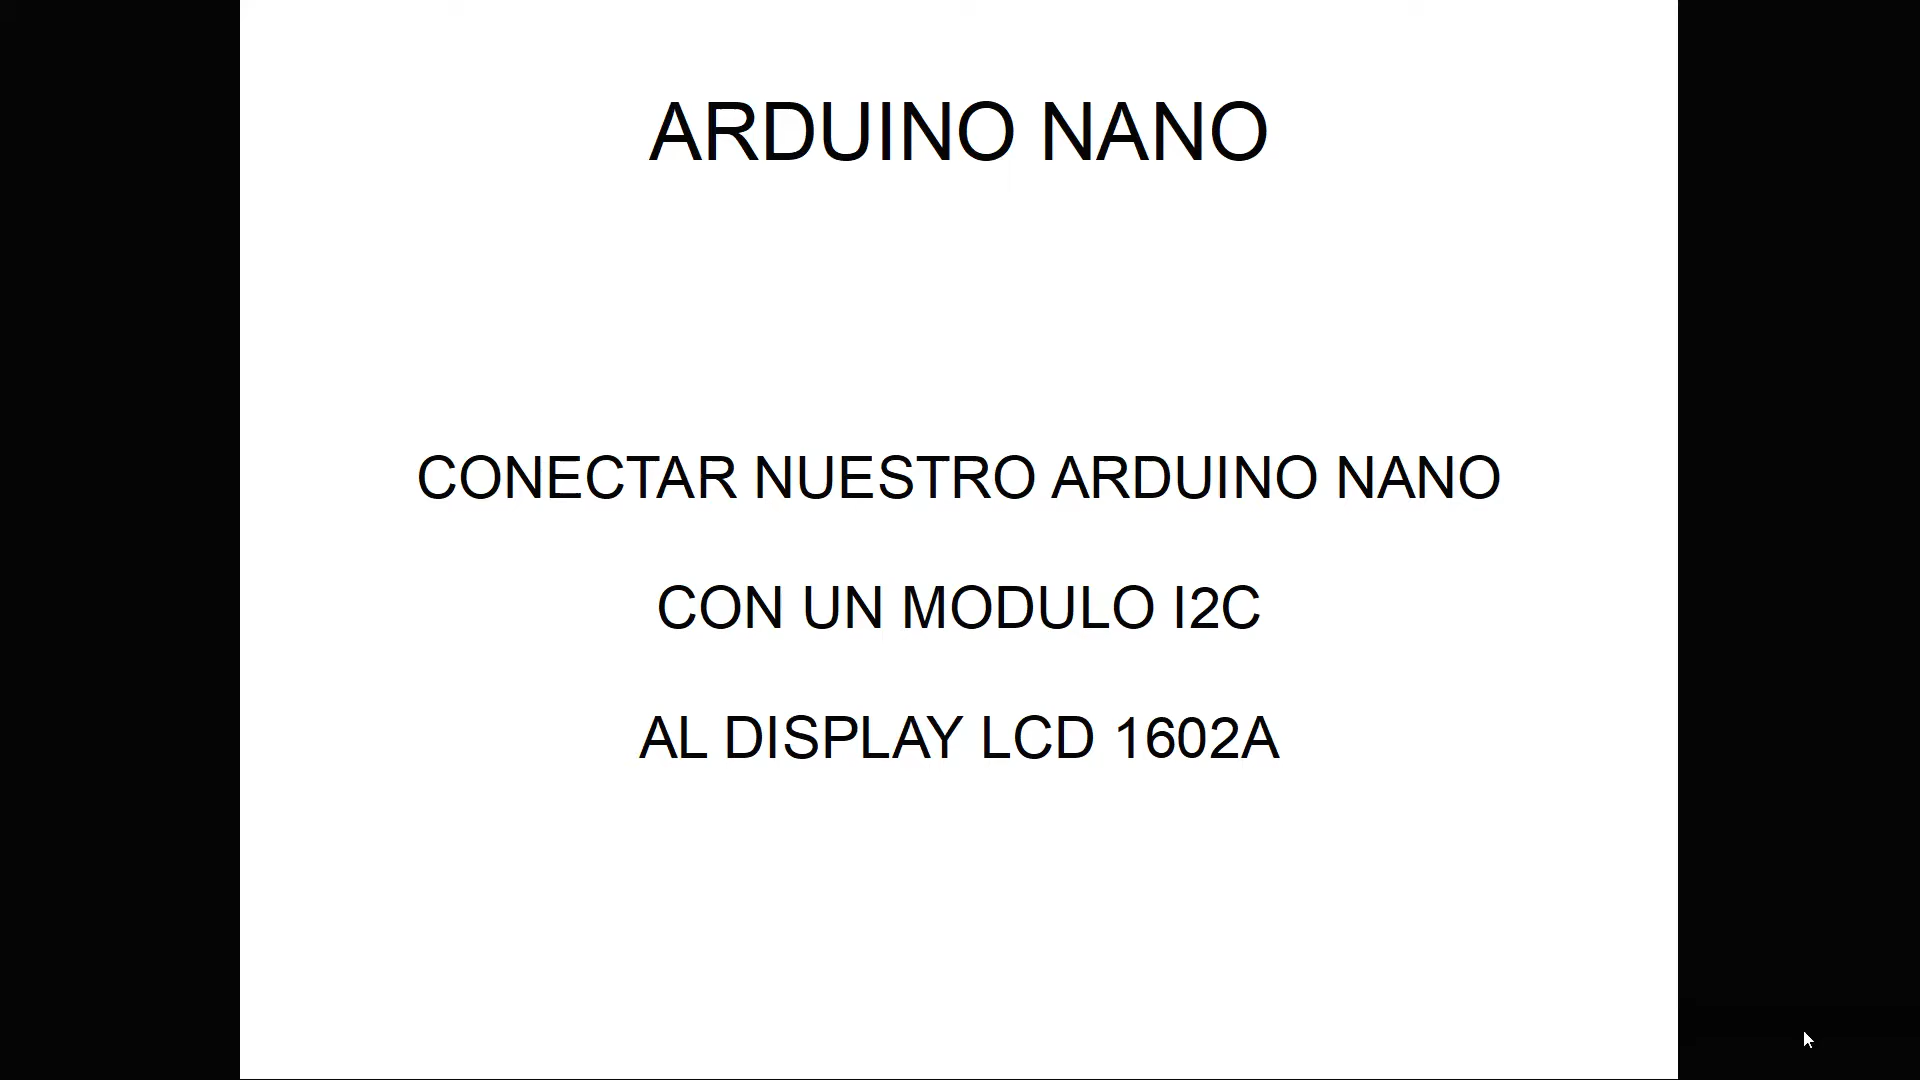 ARDUINO NANO
CONECTAR NUESTRO ARDUINO NANO
CON UN MODULO I2C
AL DISPLAY LCD 1602A